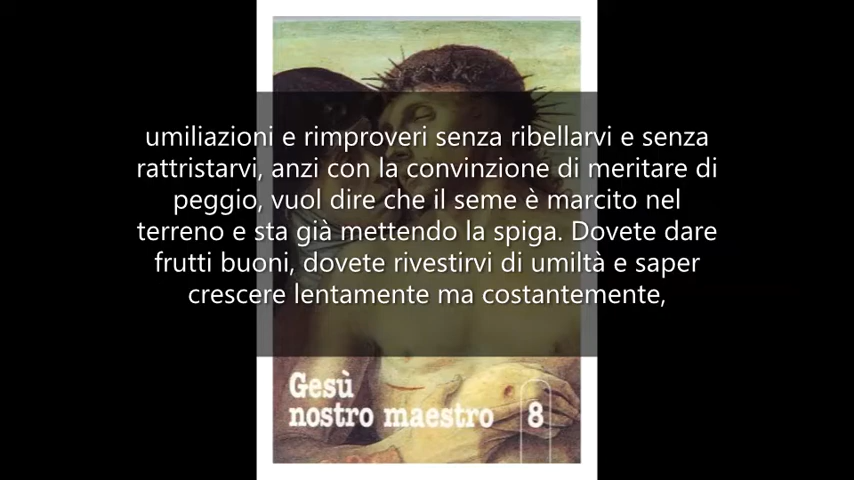 umiliazioni e rimproveri senza ribellarvi e senza
rattristarvi, anzi con la convinzione di meritare di
peggio, vuol dire che il seme è marcito nel
terreno e sta già mettendo la spiga. Dovete dare
frutti buoni, dovete rivestirvi di umiltà e saper
crescere lentamente ma costantemente,
Gesù
nostro maestro 8